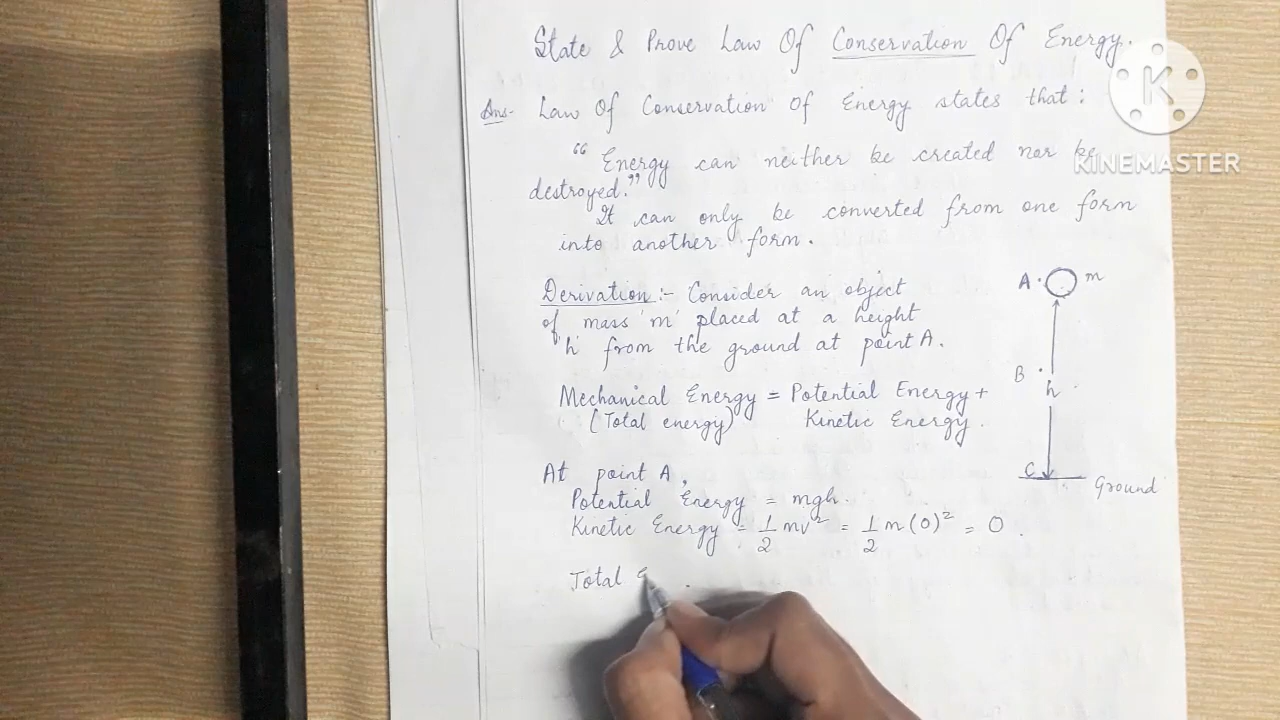 State & Prove Law Of Conservation Of Energy.
Ans- Law Of Conservation Of Energy states that :
" Energy can neither be created nor be
destroyed."
It can only be converted from one form
into another form.
Derivation :- Consider an object
of mass 'm' placed at a height
'h' from the ground at point A.
Mechanical Energy = Potential Energy +
(Total energy) Kinetic Energy.
At point A,
Potential Energy = mgh.
Kinetic Energy = 1/2 mv² = 1/2 m(0)² = 0.
Total
A m
B
h
C
Ground
K
KINEMASTER